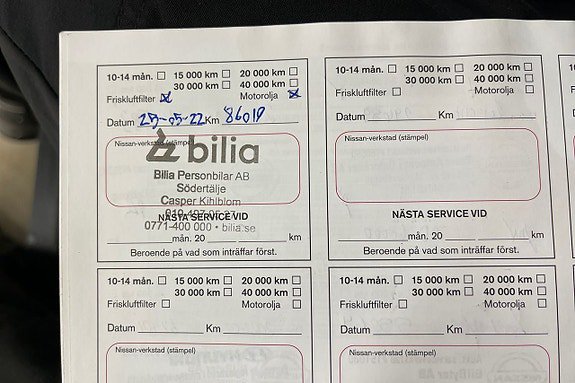 10-14 mån. 15 000 km 20 000 km
30 000 km 40 000 km
Friskluftfilter Motorolja
Datum 25-05-22 Km
Nissan-verkstad (stämpel)
bilia
Bilia Personbilar AB
Södertälje
Casper Kihlblom
NÄSTA SERVICE VID
0771-400 000 • bilia.se
mån. 20 km
Beroende på vad som inträffar först.
10-14 mån. 15 000 km 20 000 km
30 000 km 40 000 km
Friskluftfilter Motorolja
Datum Km
Nissan-verkstad (stämpel)
NÄSTA SERVICE VID
mån. 20 km
Beroende på vad som inträffar först.
10-14 mån. 15 000 km 20 000 km
30 000 km 40 000 km
Friskluftfilter Motorolja
Datum Km
Nissan-verkstad (stämpel)
10-14 mån. 15 000 km 20 000 km
30 000 km 40 000 km
Friskluftfilter Motorolja
Datum Km
Nissan-verkstad (stämpel)